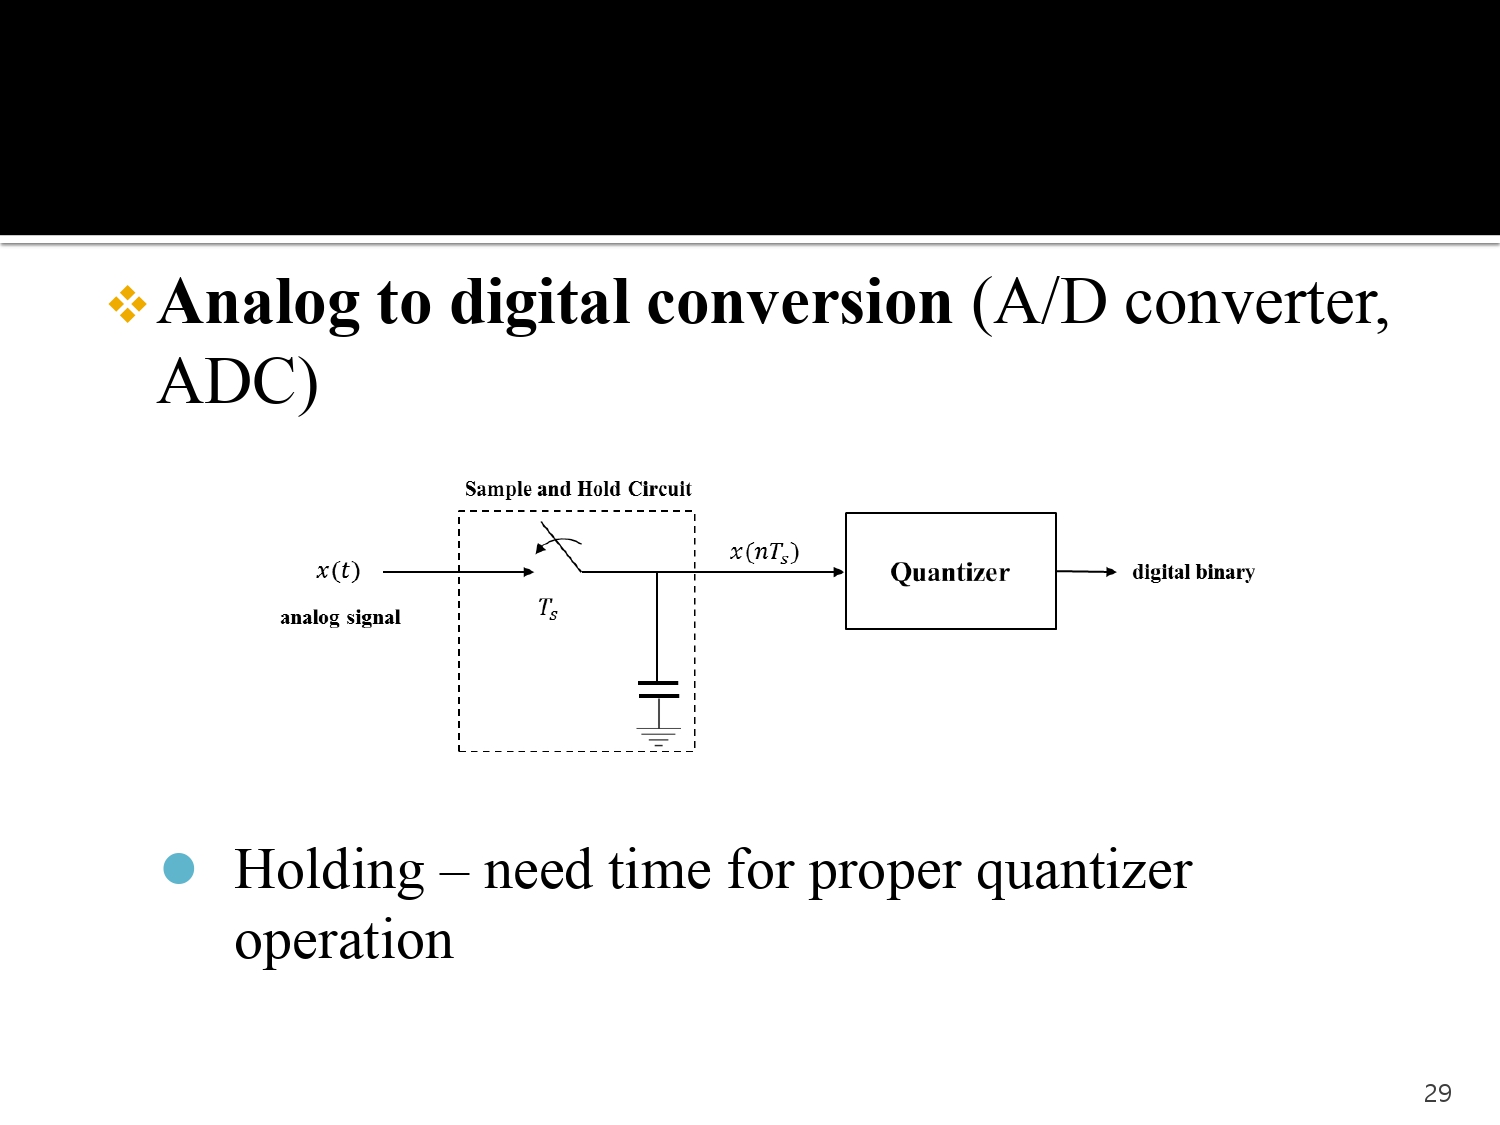 Analog to digital conversion (A/D converter,
ADC)
Sample and Hold Circuit
x(t)
analog signal
T_s
x(nT_s)
Quantizer
digital binary
Holding – need time for proper quantizer
operation
29